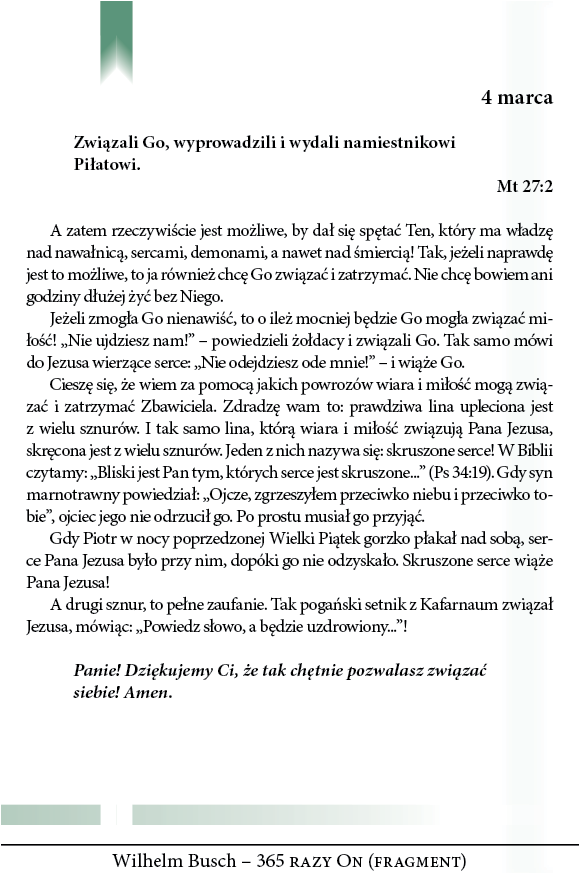 4 marca
Związali Go, wyprowadzili i wydali namiestnikowi
Piłatowi.
Mt 27:2
A zatem rzeczywiście jest możliwe, by dał się spętać Ten, który ma władzę
nad nawałnicą, sercami, demonami, a nawet nad śmiercią! Tak, jeżeli naprawdę
jest to możliwe, to ja również chcę Go związać i zatrzymać. Nie chcę bowiem ani
godziny dłużej żyć bez Niego.
Jeżeli zmogła Go nienawiść, to o ileż mocniej będzie Go mogła związać mi-
łość! „Nie ujdziesz nam!” – powiedzieli żołdacy i związali Go. Tak samo mówi
do Jezusa wierzące serce: „Nie odejdziesz ode mnie!” – i wiąże Go.
Cieszę się, że wiem za pomocą jakich powrozów wiara i miłość mogą zwią-
zać i zatrzymać Zbawiciela. Zdradzę wam to: prawdziwa lina upleciona jest
z wielu sznurów. I tak samo lina, którą wiara i miłość związują Pana Jezusa,
skręcona jest z wielu sznurów. Jeden z nich nazywa się: skruszone serce! W Biblii
czytamy: „Bliski jest Pan tym, których serce jest skruszone...” (Ps 34:19). Gdy syn
marnotrawny powiedział: „Ojcze, zgrzeszyłem przeciwko niebu i przeciwko to-
bie”, ojciec jego nie odrzucił go. Po prostu musiał go przyjąć.
Gdy Piotr w nocy poprzedzonej Wielki Piątek gorzko płakał nad sobą, ser-
ce Pana Jezusa było przy nim, dopóki go nie odzyskało. Skruszone serce wiąże
Pana Jezusa!
A drugi sznur, to pełne zaufanie. Tak pogański setnik z Kafarnaum związał
Jezusa, mówiąc: „Powiedz słowo, a będzie uzdrowiony...”!
Panie! Dziękujemy Ci, że tak chętnie pozwalasz związać
siebie! Amen.
Wilhelm Busch – 365 razy On (fragment)